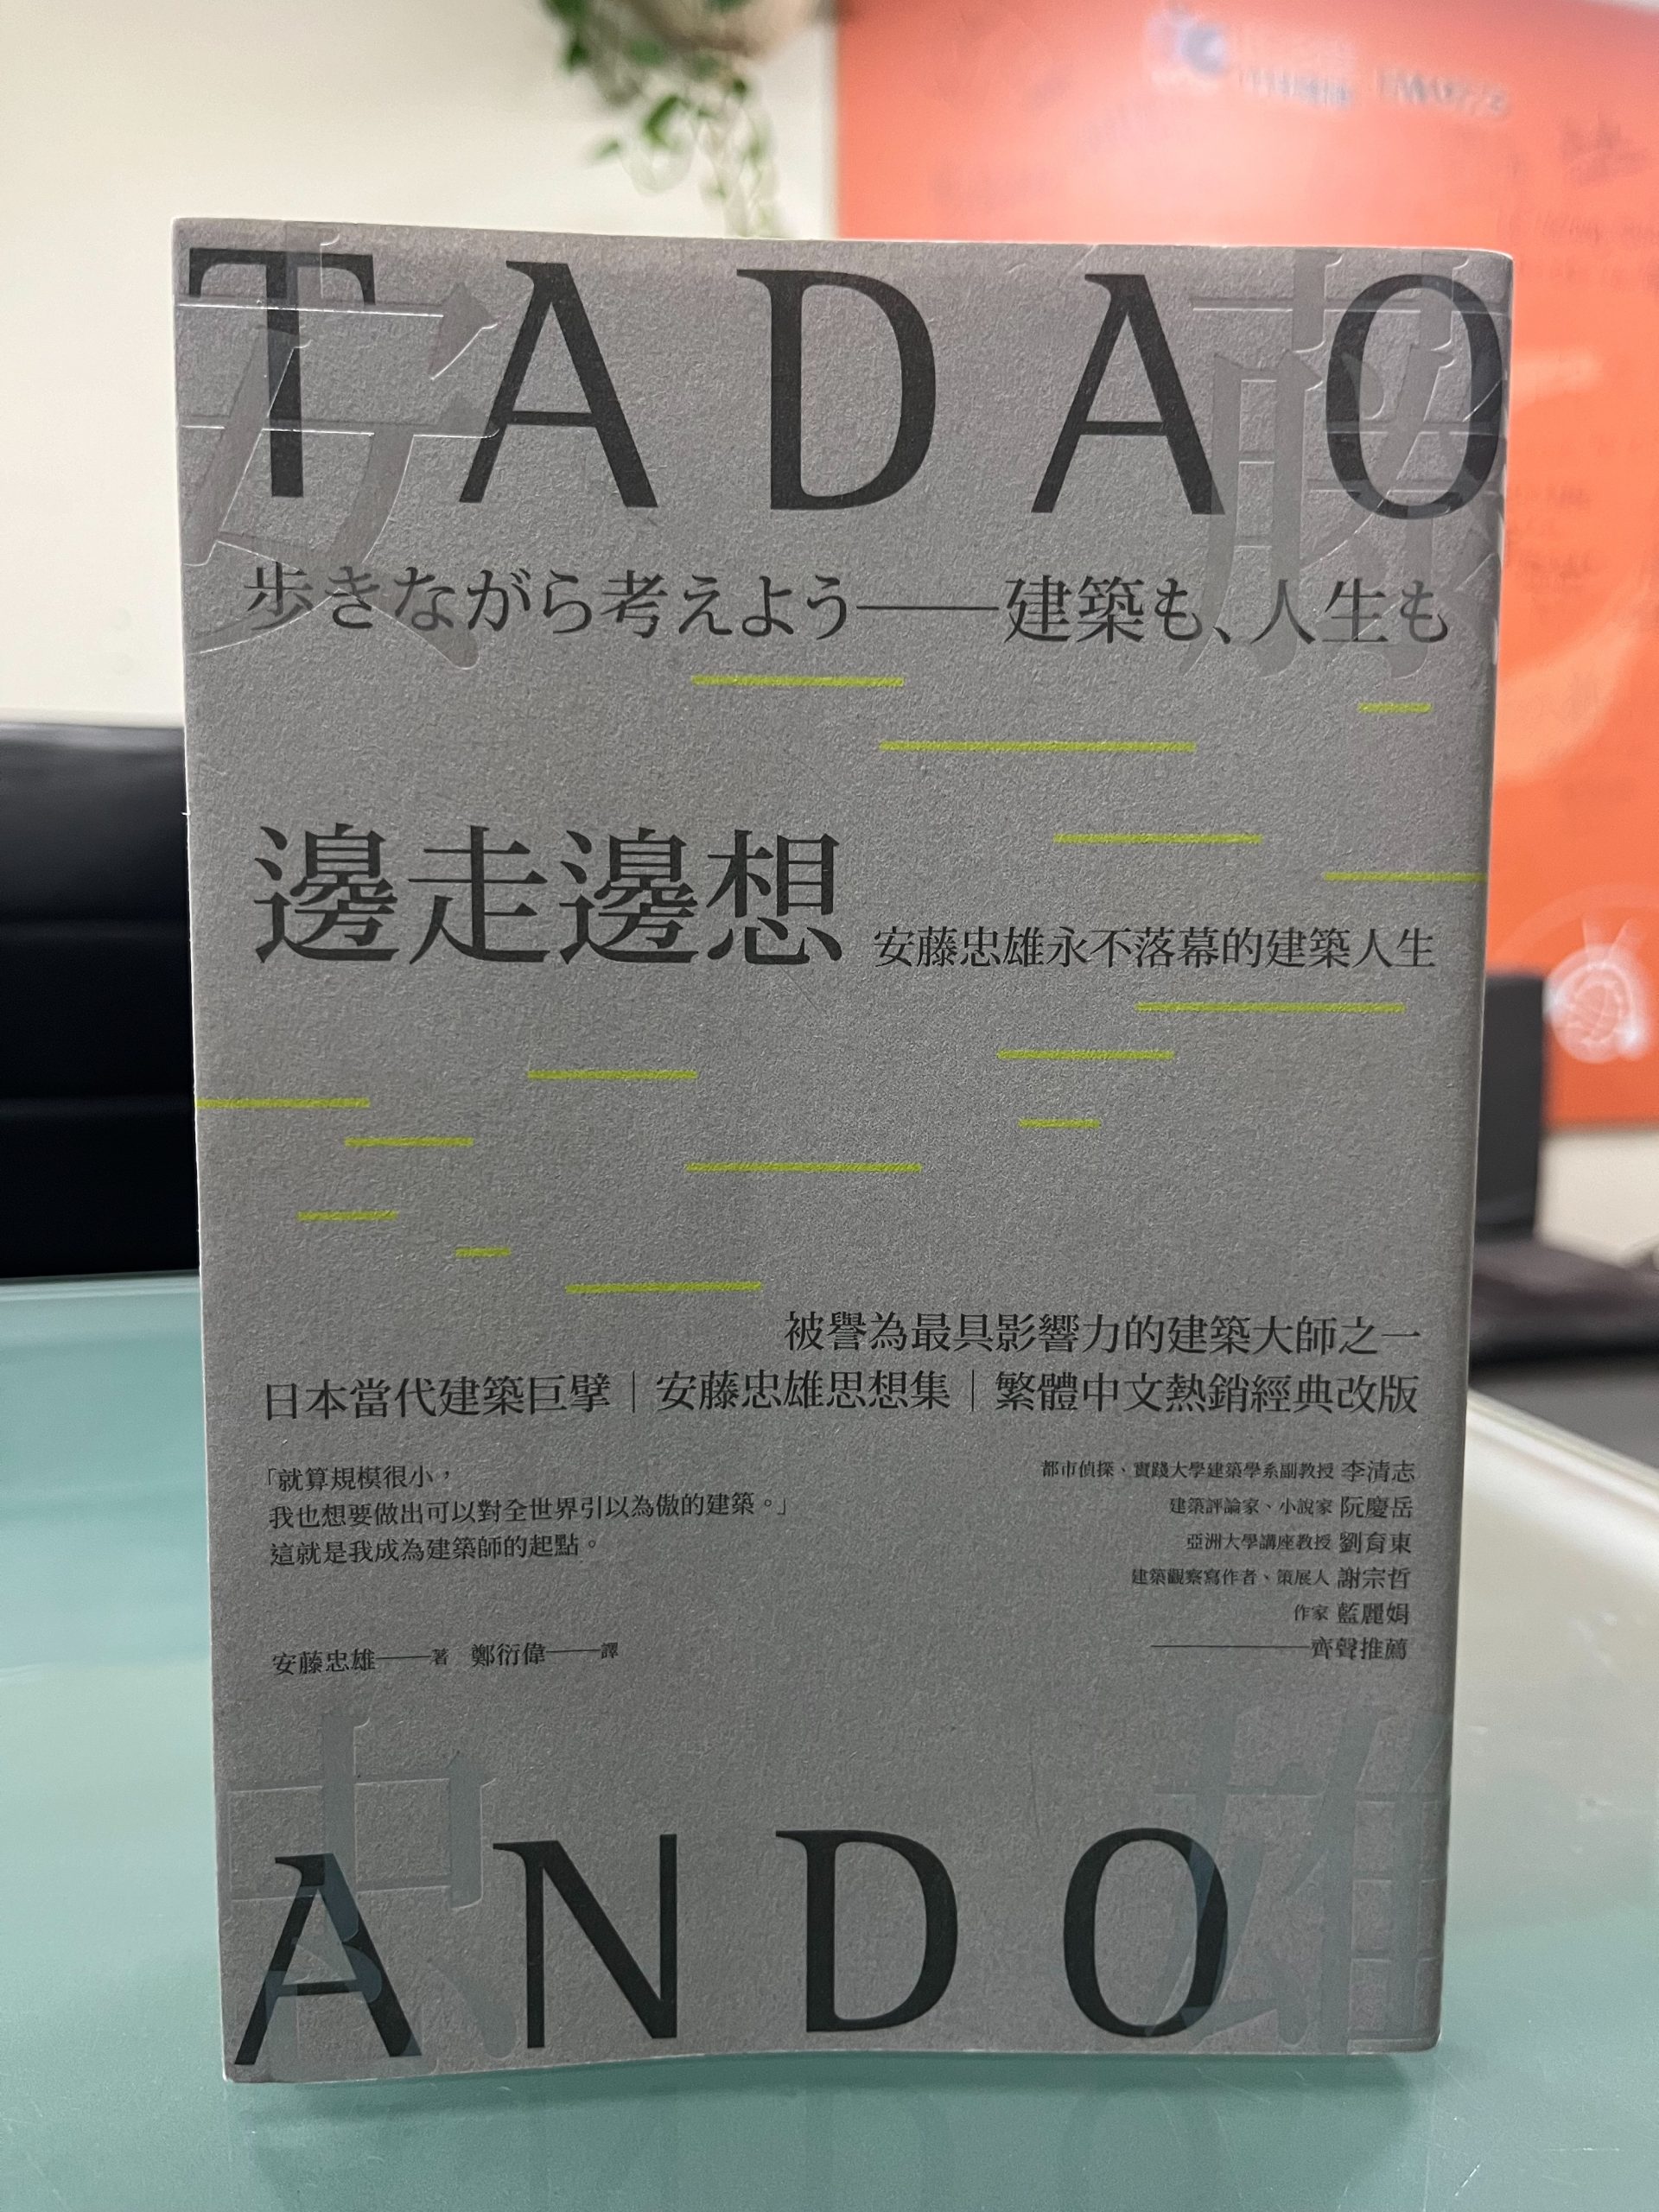 TADAO
安藤
歩きながら考えよう——建築も、人生も
邊走邊想 安藤忠雄永不落幕的建築人生
被譽為最具影響力的建築大師之一
日本當代建築巨擘｜安藤忠雄思想集｜繁體中文熱銷經典改版
「就算規模很小，
我也想要做出可以對全世界引以為傲的建築。」
這就是我成為建築師的起點。
安藤忠雄——著 鄭衍偉——譯
都市偵探、實踐大學建築學系副教授 李清志
建築評論家、小說家 阮慶岳
亞洲大學講座教授 劉育東
建築觀察寫作者、策展人 謝宗哲
作家 藍麗娟
——齊聲推薦
忠雄
ANDO